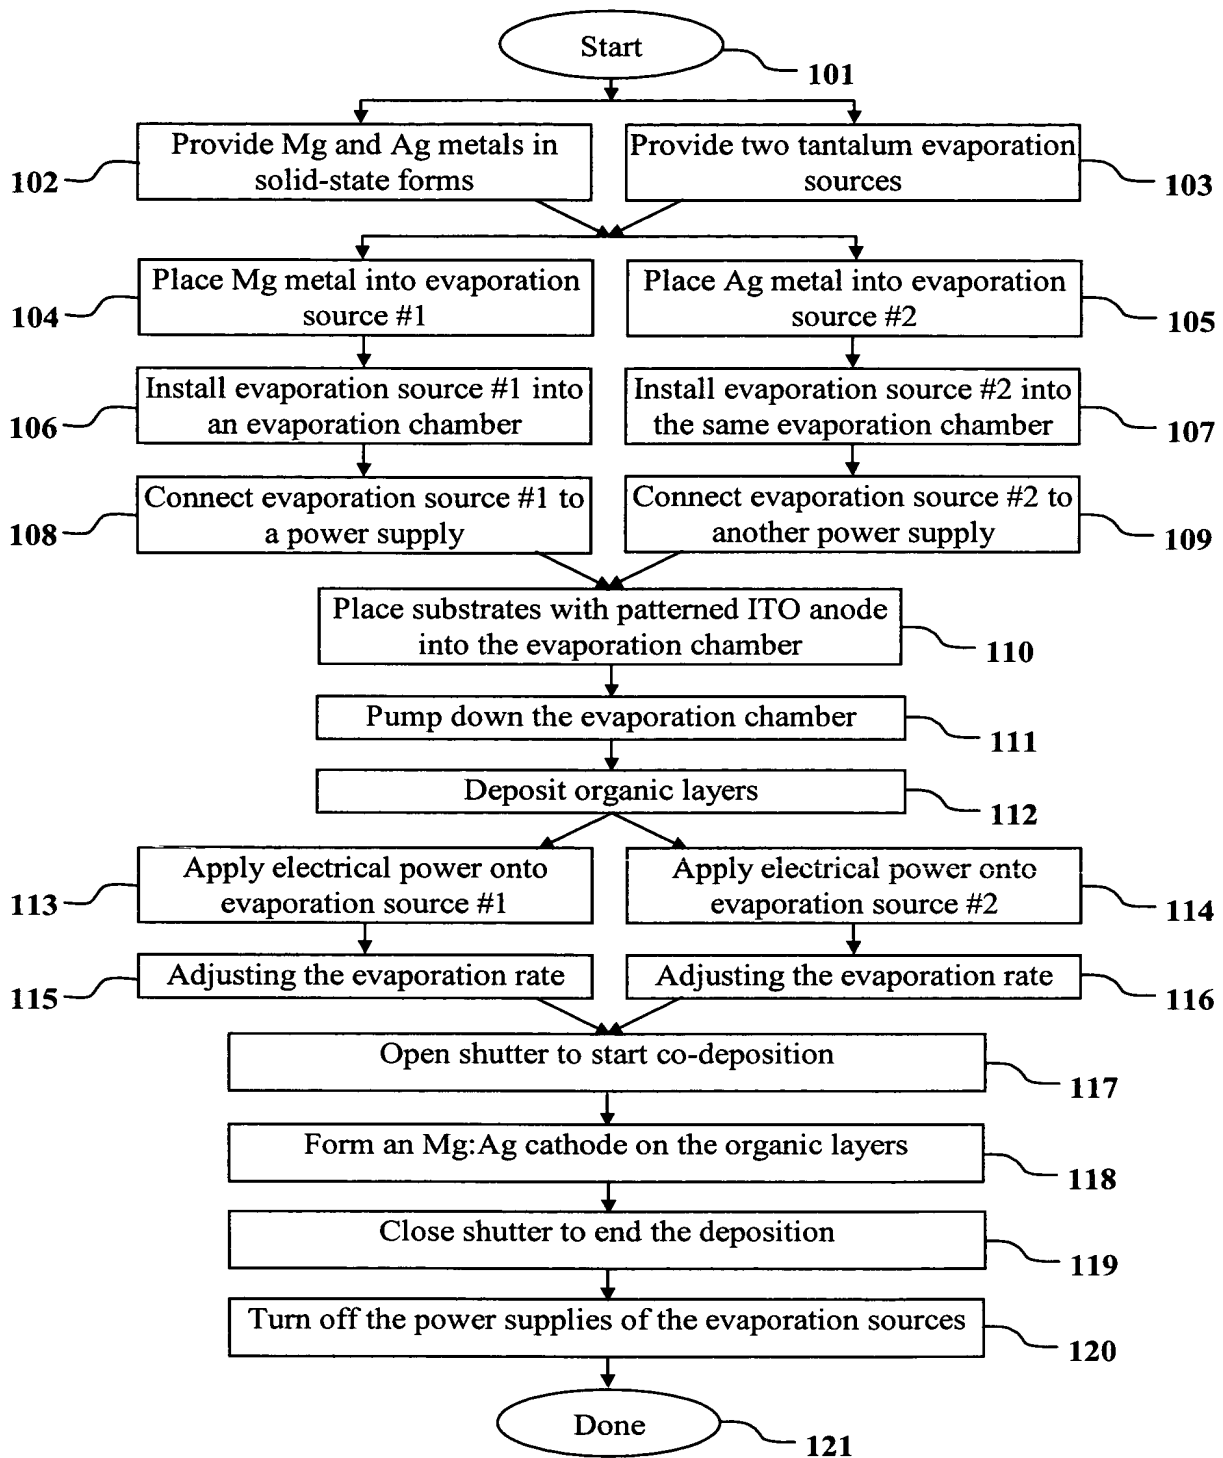 Start
101
Provide Mg and Ag metals in
solid-state forms
102
Provide two tantalum evaporation
sources
103
Place Mg metal into evaporation
source #1
104
Place Ag metal into evaporation
source #2
105
Install evaporation source #1 into
an evaporation chamber
106
Install evaporation source #2 into
the same evaporation chamber
107
Connect evaporation source #1 to
a power supply
108
Connect evaporation source #2 to
another power supply
109
Place substrates with patterned ITO anode
into the evaporation chamber
110
Pump down the evaporation chamber
111
Deposit organic layers
112
Apply electrical power onto
evaporation source #1
113
Apply electrical power onto
evaporation source #2
114
Adjusting the evaporation rate
115
Adjusting the evaporation rate
116
Open shutter to start co-deposition
117
Form an Mg:Ag cathode on the organic layers
118
Close shutter to end the deposition
119
Turn off the power supplies of the evaporation sources
120
Done
121